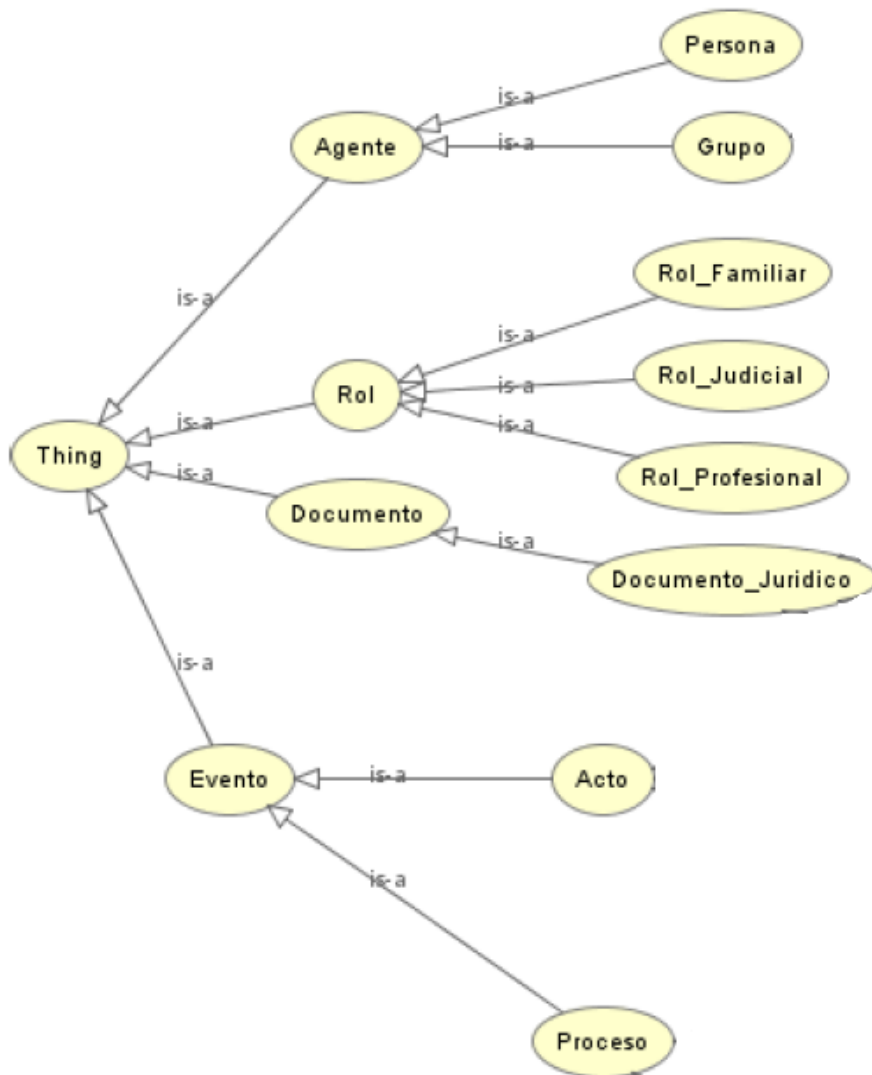 Persona
is-a
Agente
is-a
Grupo
is-a
Rol_Familiar
is-a
Rol
is-a
Rol_Judicial
is-a
is-a
Rol_Profesional
Thing
is-a
Documento
is-a
Documento_Juridico
is-a
Evento
is-a
Acto
is-a
Proceso